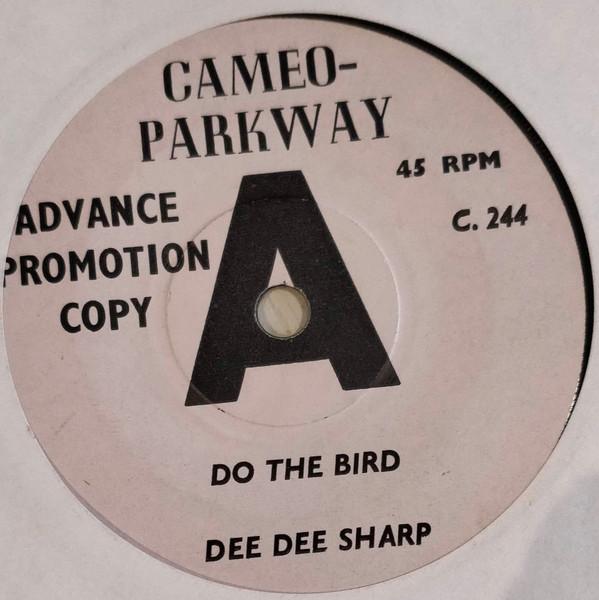 CAMEO-
PARKWAY
45 RPM
C. 244
ADVANCE
PROMOTION
COPY
A
DO THE BIRD
DEE DEE SHARP